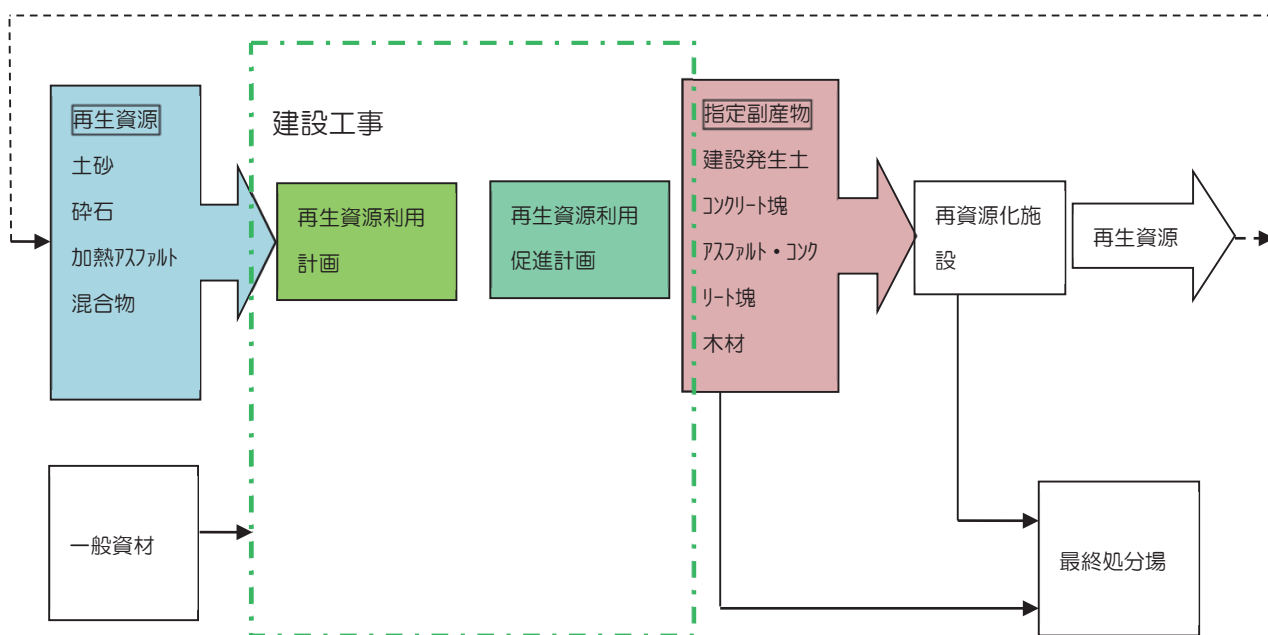 再生資源
土砂
砕石
加熱ｱｽﾌｧﾙﾄ
混合物
建設工事
再生資源利用
計画
再生資源利用
促進計画
指定副産物
建設発生土
ｺﾝｸﾘｰﾄ塊
ｱｽﾌｧﾙﾄ・ｺﾝｸ
ﾘｰﾄ塊
木材
再資源化施
設
再生資源
一般資材
最終処分場